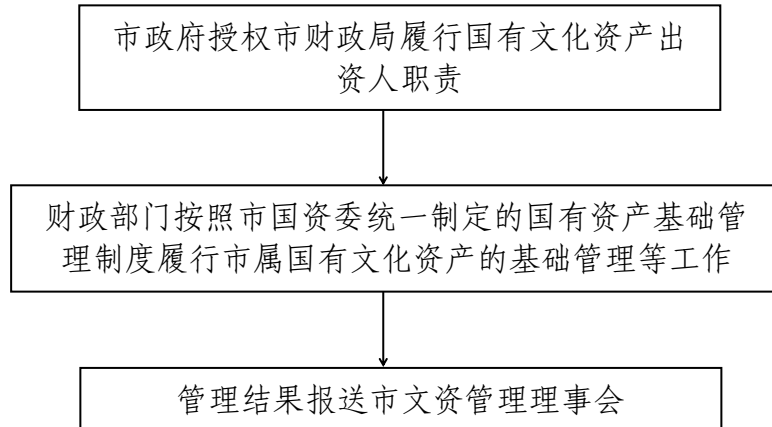 市政府授权市财政局履行国有文化资产出
资人职责
财政部门按照市国资委统一制定的国有资产基础管
理制度履行市属国有文化资产的基础管理等工作
管理结果报送市文资管理理事会